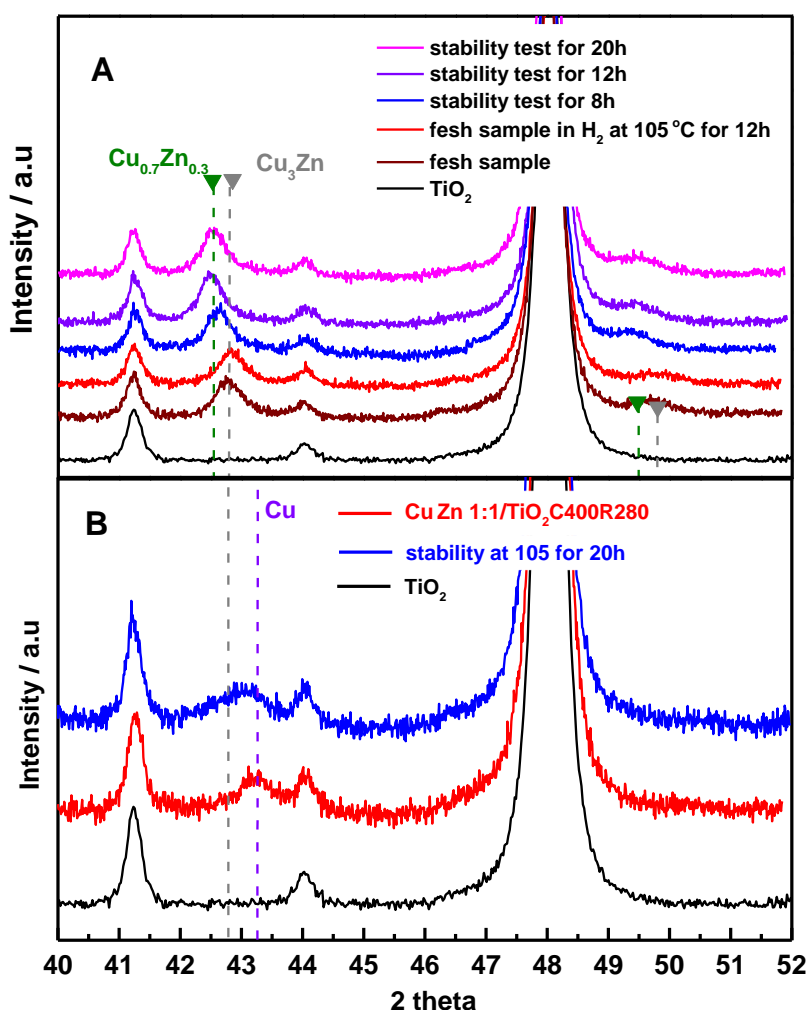 A
stability test for 20h
stability test for 12h
stability test for 8h
fesh sample in H2 at 105 °C for 12h
fesh sample
TiO2
Cu0.7Zn0.3
Cu3Zn
Intensity / a.u
B
Cu
Cu Zn 1:1/TiO2C400R280
stability at 105 for 20h
TiO2
Intensity / a.u
40 41 42 43 44 45 46 47 48 49 50 51 52
2 theta